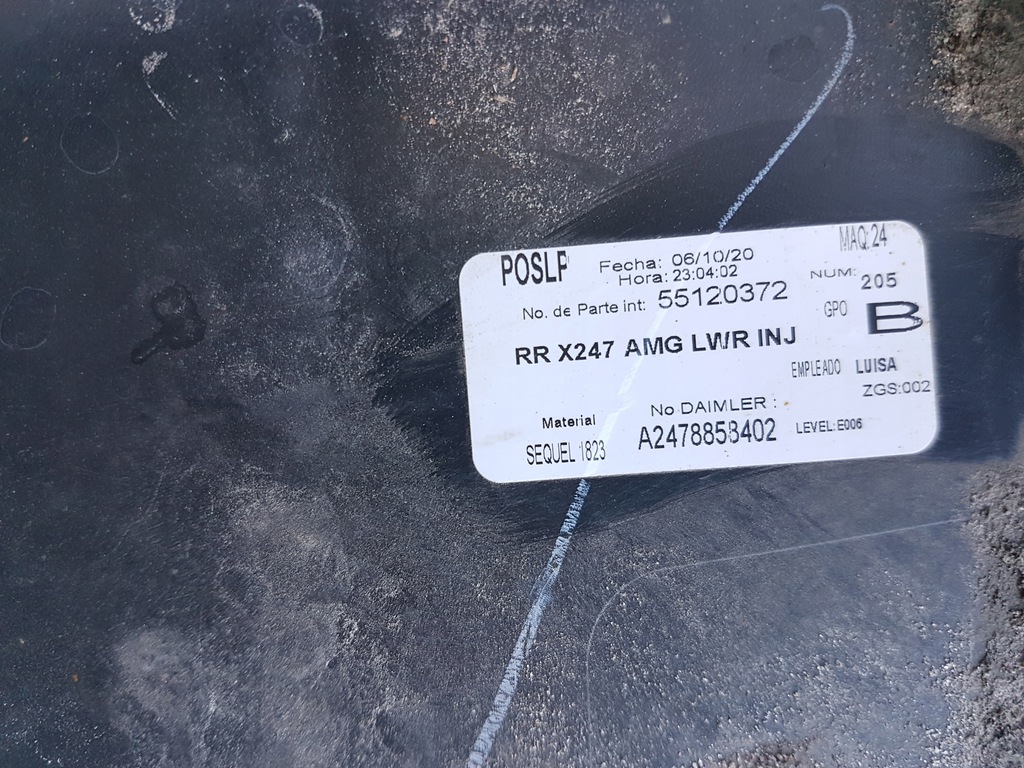 POSLP
Fecha: 06/10/20
Hora: 23:04:02
MAQ: 24
NUM: 205
No. de Parte int: 55120372
GPO B
RR X247 AMG LWR INJ
EMPLEADO LUISA
ZGS:002
Material
SEQUEL 1823
No DAIMLER :
A2478858402
LEVEL:E006